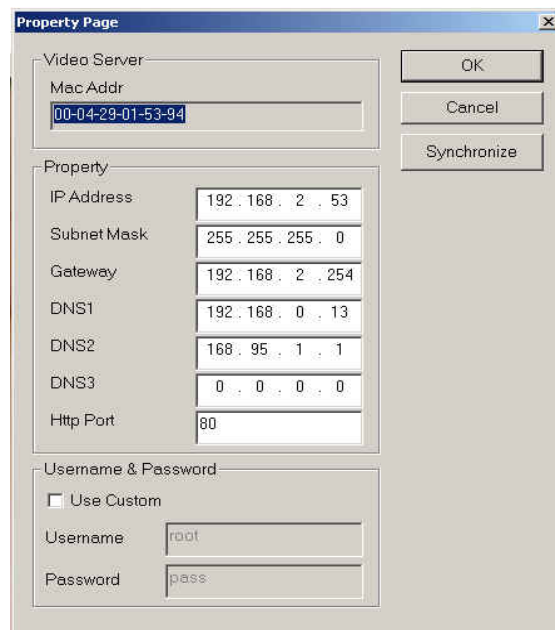 Property Page
Video Server
OK
Mac Addr
00-04-29-01-53-94
Cancel
Synchronize
Property
IP Address 192 . 168 . 2 . 53
Subnet Mask 255 . 255 . 255 . 0
Gateway 192 . 168 . 2 . 254
DNS1 192 . 168 . 0 . 13
DNS2 168 . 95 . 1 . 1
DNS3 0 . 0 . 0 . 0
Http Port 80
Username & Password
Use Custom
Username root
Password pass